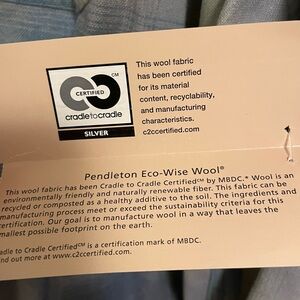 CM
CERTIFIED
cradletocradle
SILVER
This wool fabric
has been certified
for its material
content, recyclability,
and manufacturing
characteristics.
c2ccertified.com
Pendleton Eco-Wise Wool®
This wool fabric has been Cradle to Cradle Certifiedᶜᴹ by MBDC.* Wool is an
environmentally friendly and naturally renewable fiber. This fabric can be
recycled or composted as a healthy additive to the soil. The ingredients and
manufacturing process meet or exceed the sustainability criteria for this
certification. Our goal is to manufacture wool in a way that leaves the
smallest possible footprint on the earth.
adle to Cradle Certifiedᶜᴹ is a certification mark of MBDC.
nd out more at www.c2ccertified.com.